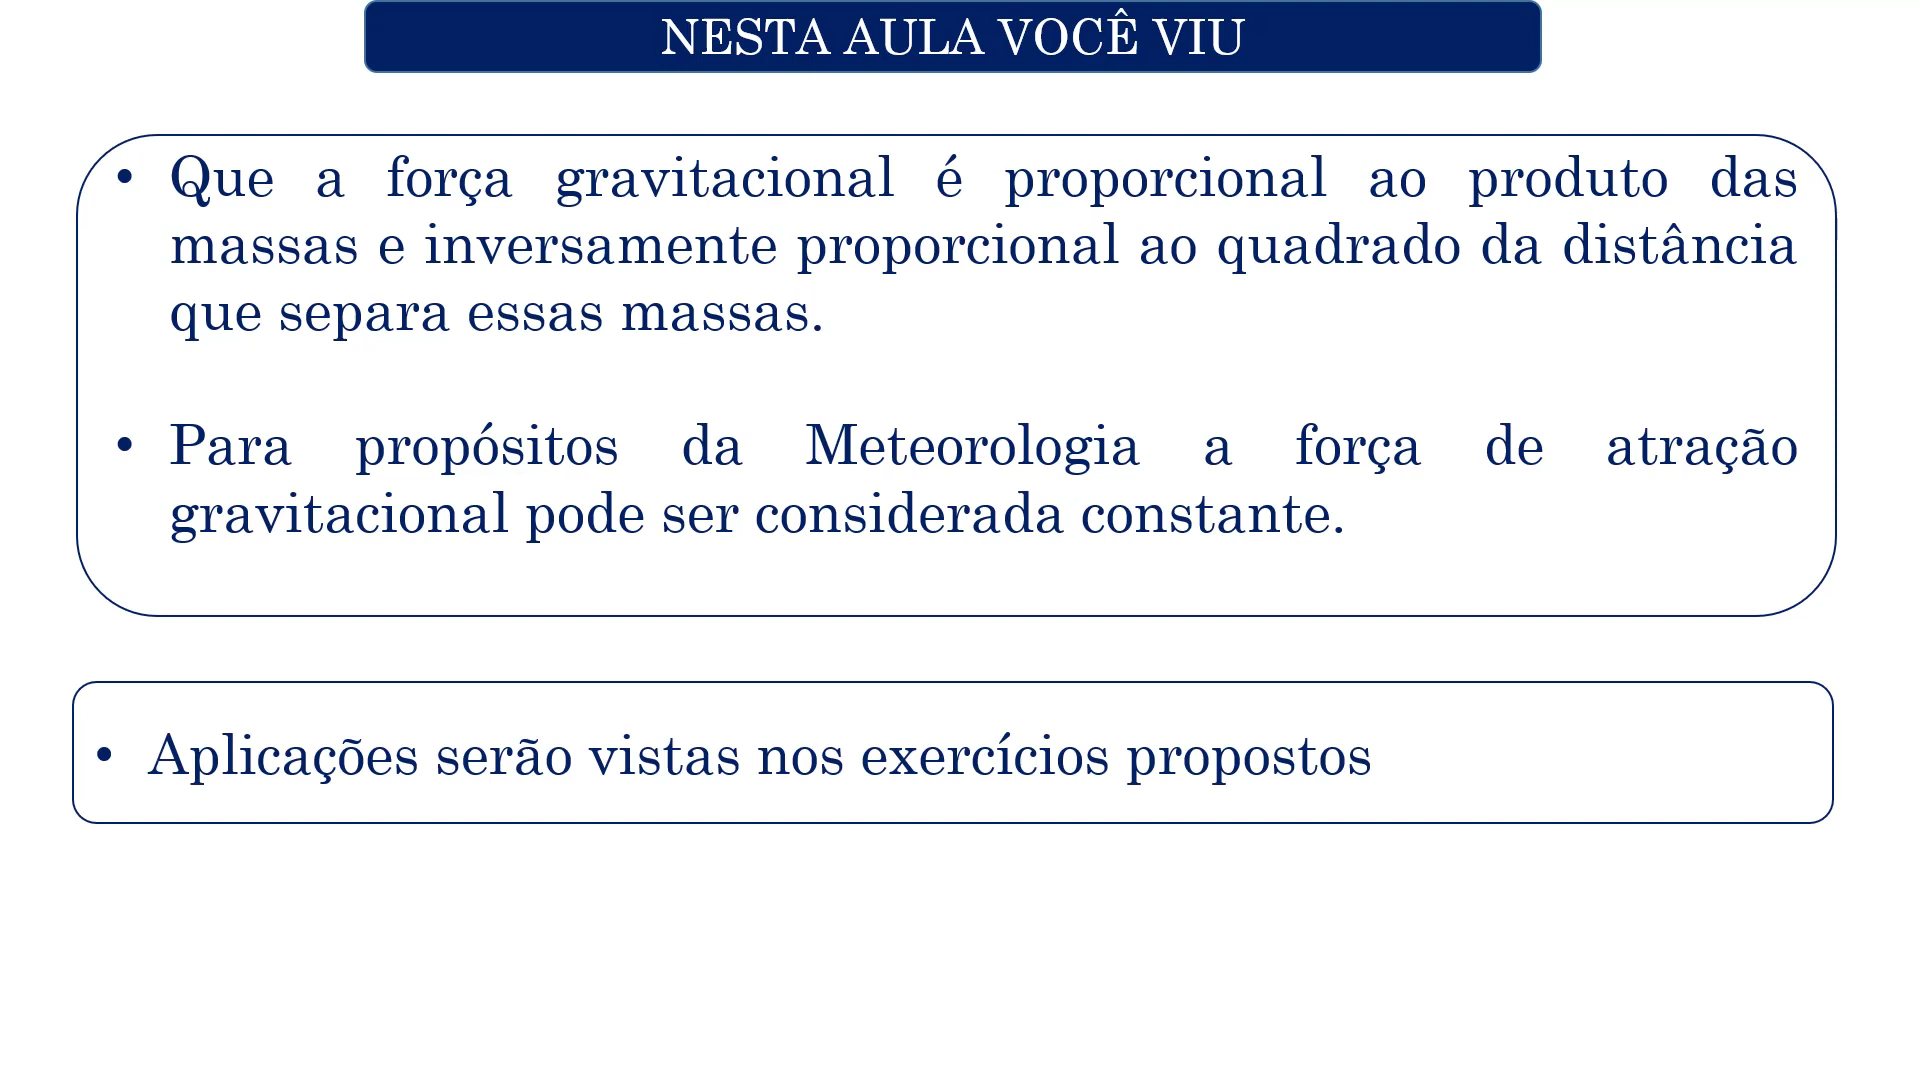 NESTA AULA VOCÊ VIU
• Que a força gravitacional é proporcional ao produto das
massas e inversamente proporcional ao quadrado da distância
que separa essas massas.
• Para propósitos da Meteorologia a força de atração
gravitacional pode ser considerada constante.
• Aplicações serão vistas nos exercícios propostos